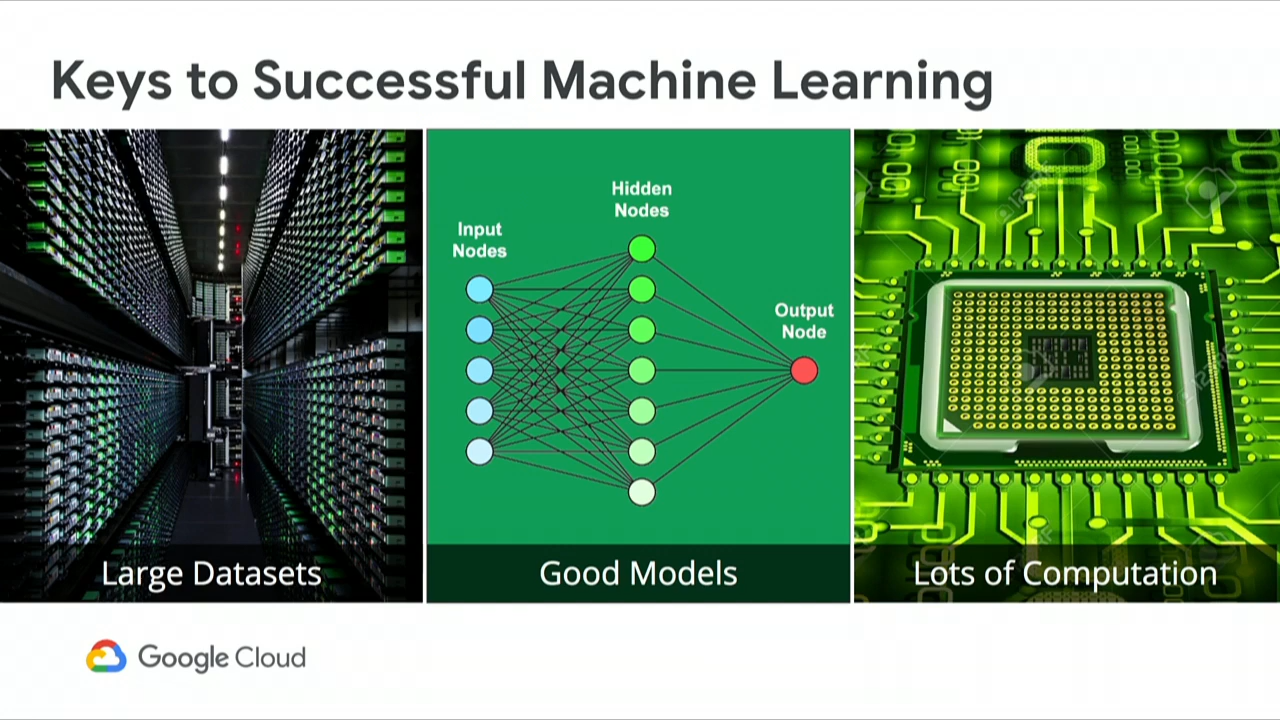 Keys to Successful Machine Learning
Input
Nodes
Hidden
Nodes
Output
Node
Large Datasets
Good Models
Lots of Computation
Google Cloud